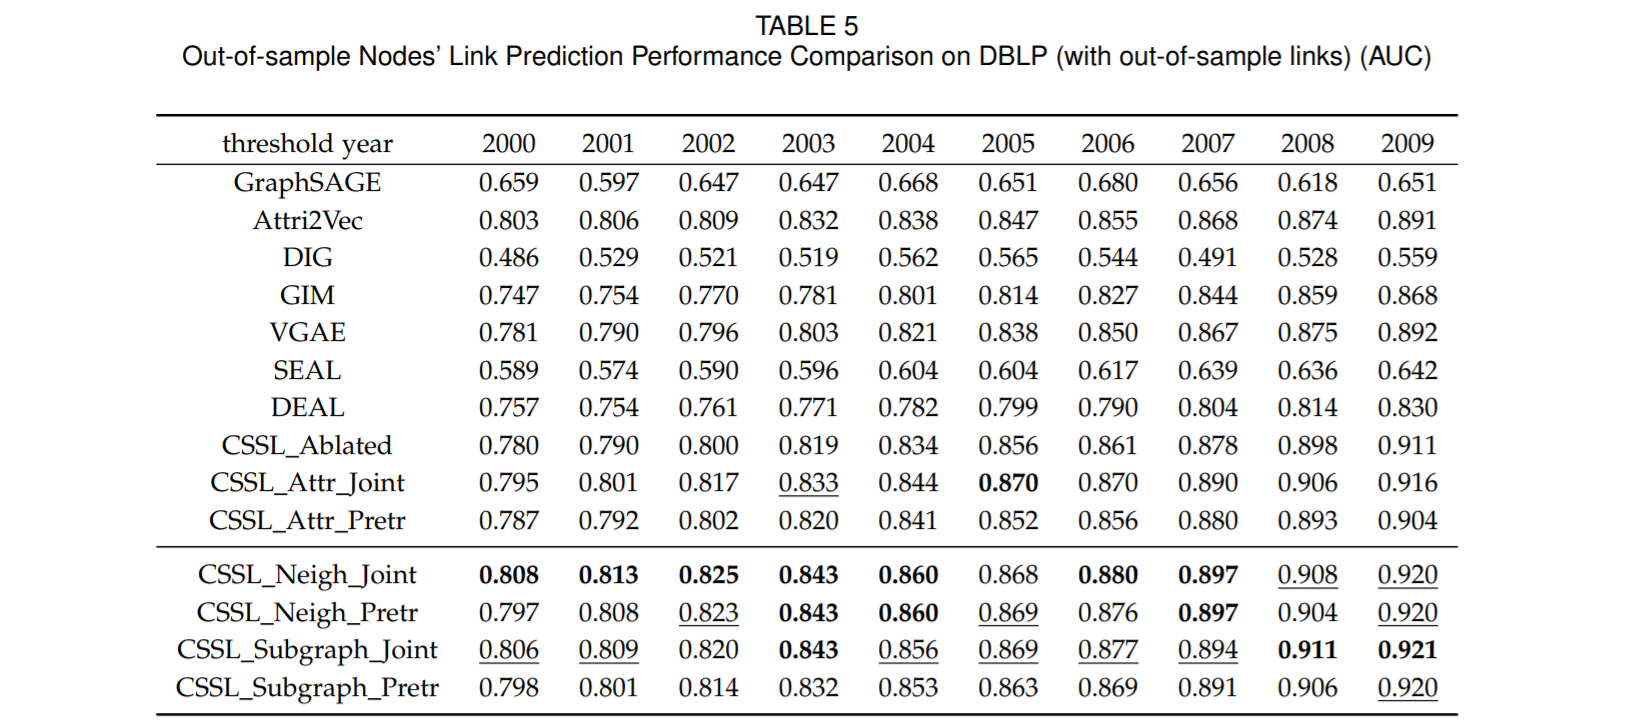 TABLE 5
Out-of-sample Nodes’ Link Prediction Performance Comparison on DBLP (with out-of-sample links) (AUC)
threshold year 2000 2001 2002 2003 2004 2005 2006 2007 2008 2009
GraphSAGE 0.659 0.597 0.647 0.647 0.668 0.651 0.680 0.656 0.618 0.651
Attri2Vec 0.803 0.806 0.809 0.832 0.838 0.847 0.855 0.868 0.874 0.891
DIG 0.486 0.529 0.521 0.519 0.562 0.565 0.544 0.491 0.528 0.559
GIM 0.747 0.754 0.770 0.781 0.801 0.814 0.827 0.844 0.859 0.868
VGAE 0.781 0.790 0.796 0.803 0.821 0.838 0.850 0.867 0.875 0.892
SEAL 0.589 0.574 0.590 0.596 0.604 0.604 0.617 0.639 0.636 0.642
DEAL 0.757 0.754 0.761 0.771 0.782 0.799 0.790 0.804 0.814 0.830
CSSL_Ablated 0.780 0.790 0.800 0.819 0.834 0.856 0.861 0.878 0.898 0.911
CSSL_Attr_Joint 0.795 0.801 0.817 0.833 0.844 0.870 0.870 0.890 0.906 0.916
CSSL_Attr_Pretr 0.787 0.792 0.802 0.820 0.841 0.852 0.856 0.880 0.893 0.904
CSSL_Neigh_Joint 0.808 0.813 0.825 0.843 0.860 0.868 0.880 0.897 0.908 0.920
CSSL_Neigh_Pretr 0.797 0.808 0.823 0.843 0.860 0.869 0.876 0.897 0.904 0.920
CSSL_Subgraph_Joint 0.806 0.809 0.820 0.843 0.856 0.869 0.877 0.894 0.911 0.921
CSSL_Subgraph_Pretr 0.798 0.801 0.814 0.832 0.853 0.863 0.869 0.891 0.906 0.920